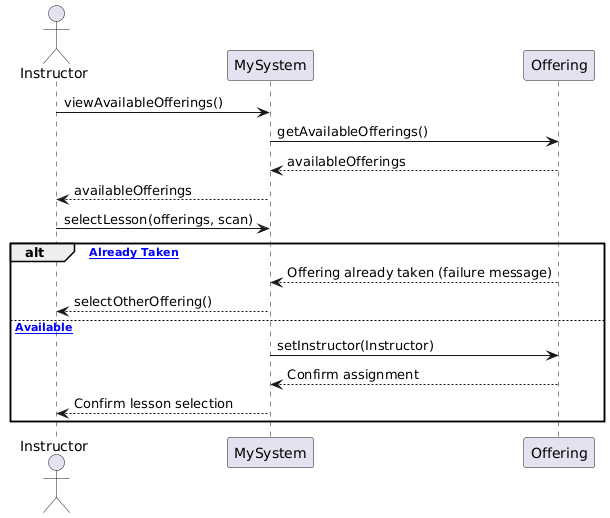 Instructor
MySystem
Offering
viewAvailableOfferings()
getAvailableOfferings()
availableOfferings
availableOfferings
selectLesson(offerings, scan)
alt
Already Taken
Offering already taken (failure message)
selectOtherOffering()
Available
setInstructor(Instructor)
Confirm assignment
Confirm lesson selection
Instructor
MySystem
Offering